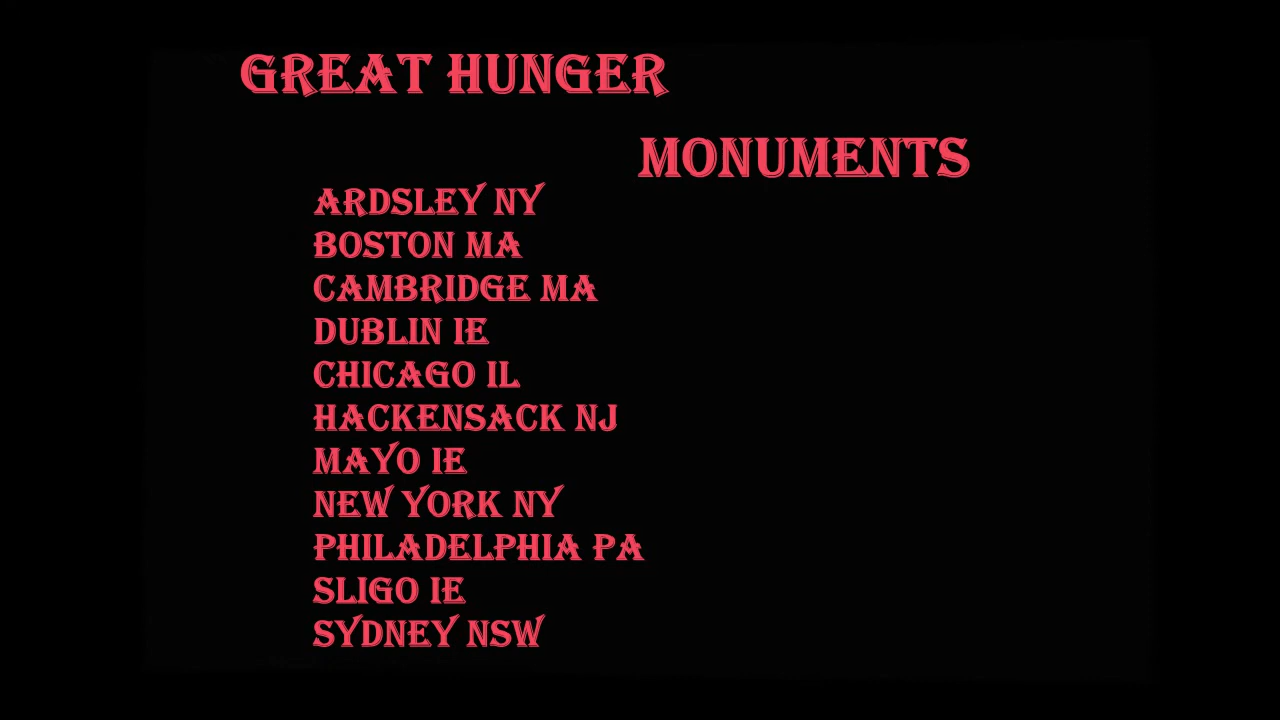 GREAT HUNGER
MONUMENTS
ARDSLEY NY
BOSTON MA
CAMBRIDGE MA
DUBLIN IE
CHICAGO IL
HACKENSACK NJ
MAYO IE
NEW YORK NY
PHILADELPHIA PA
SLIGO IE
SYDNEY NSW